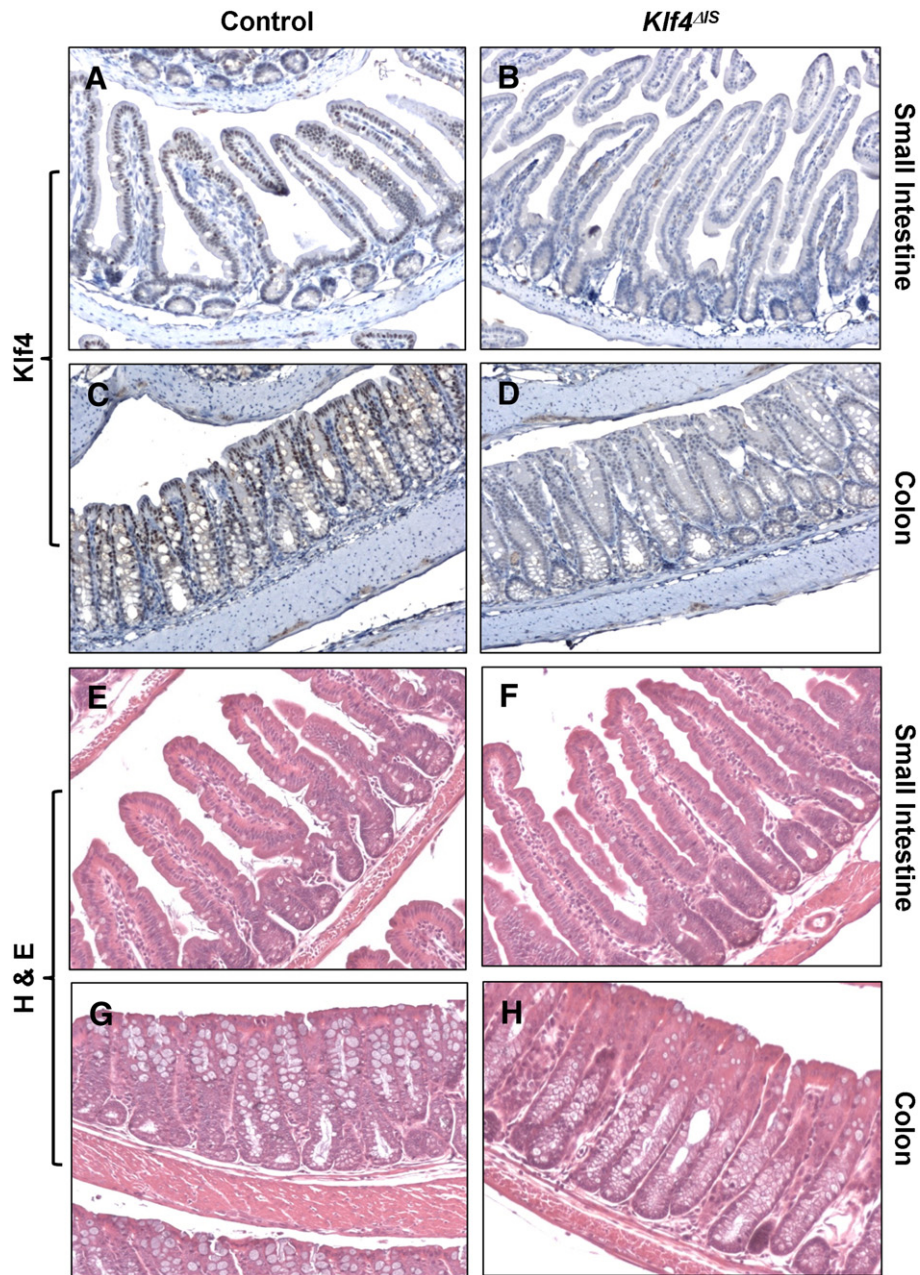 Control
Klf4ΔIS
A
B
Small Intestine
Klf4
C
D
Colon
E
F
Small Intestine
H & E
G
H
Colon